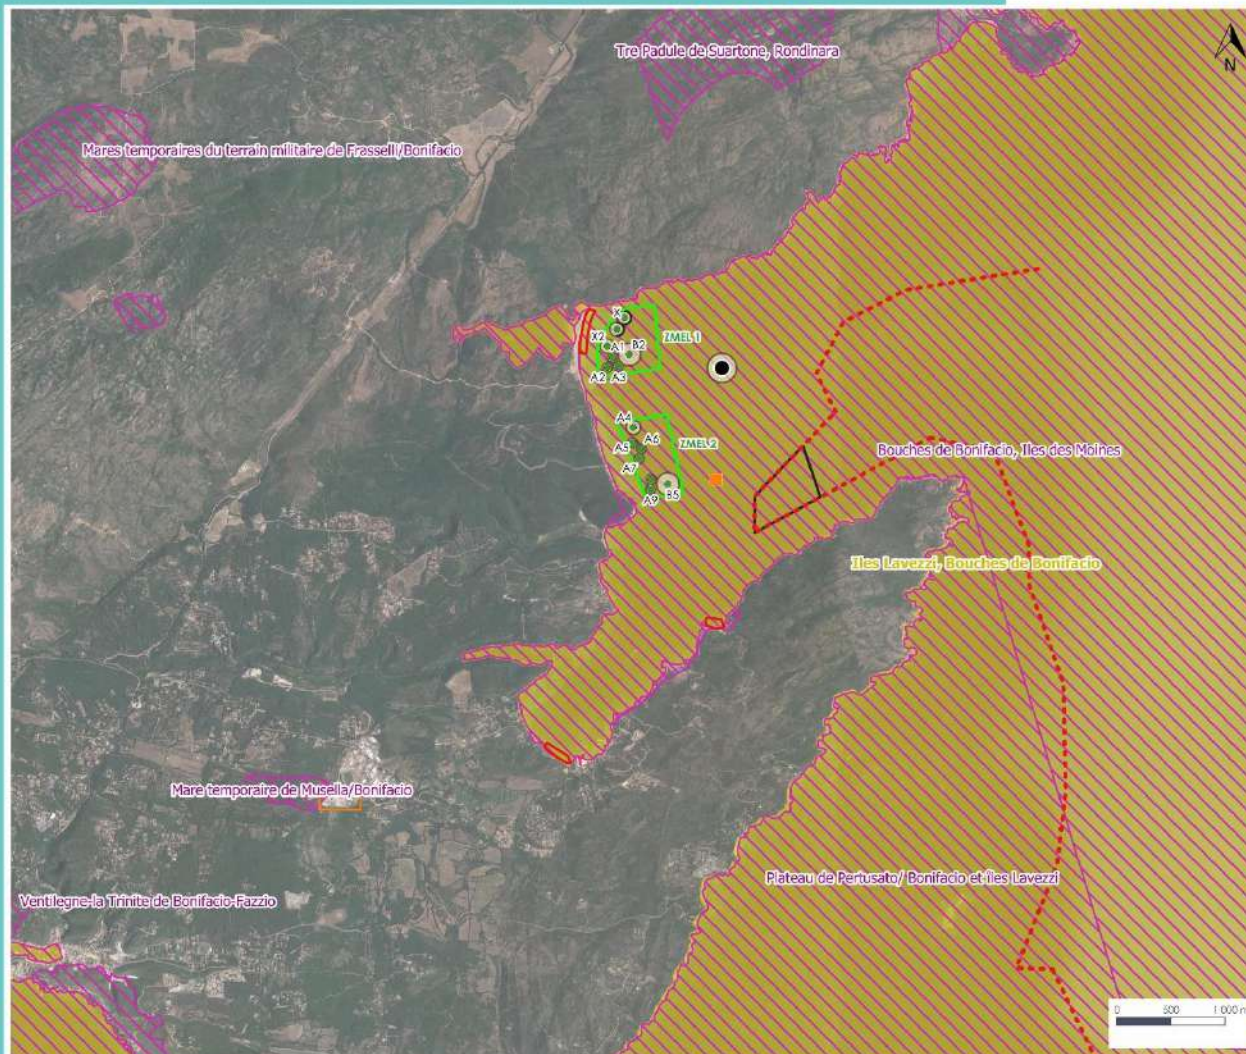 Tre Padule de Suartone, Rondinara
N
Mares temporaires du terrain militaire de Frasselli/Bonifacio
X
X2
A1
B2
ZMEL 1
A2
A3
A4
A5
A6
ZMEL 2
A7
A9
B5
Bouches de Bonifacio, Iles des Moines
Iles Lavezzi, Bouches de Bonifacio
Mare temporaire de Musella/Bonifacio
Plateau de Pertusato/ Bonifacio et îles Lavezzi
Ventilegne-la Trinite de Bonifacio-Fazzio
0 500 1 000 m